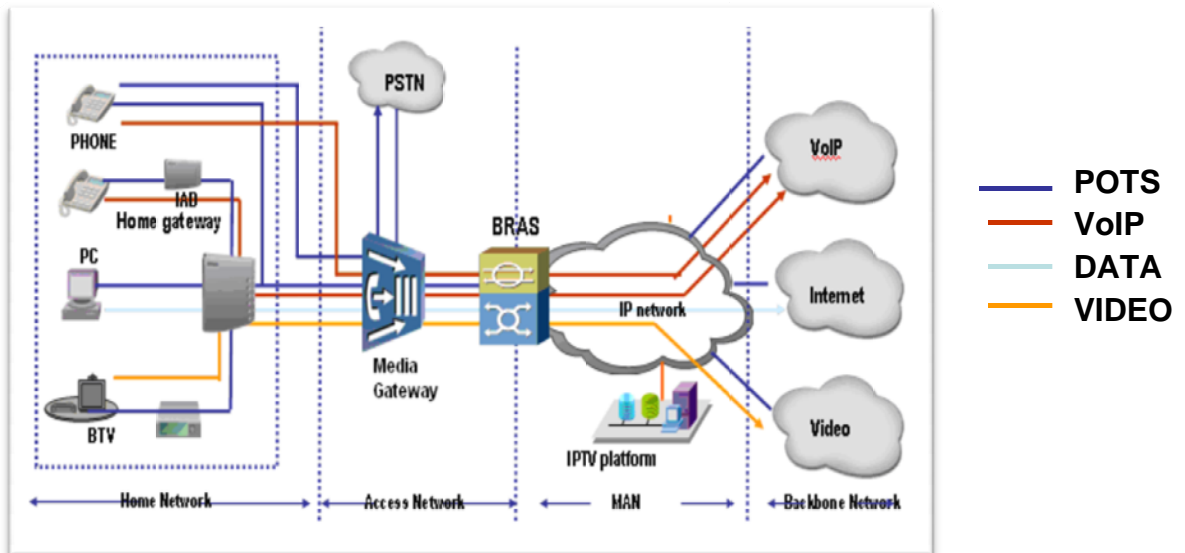 PSTN
PHONE
IAD
Home gateway
PC
BTV
Media
Gateway
BRAS
IP network
IPTV platform
VoIP
Internet
Video
Home Network
Access Network
MAN
Backbone Network
POTS
VoIP
DATA
VIDEO